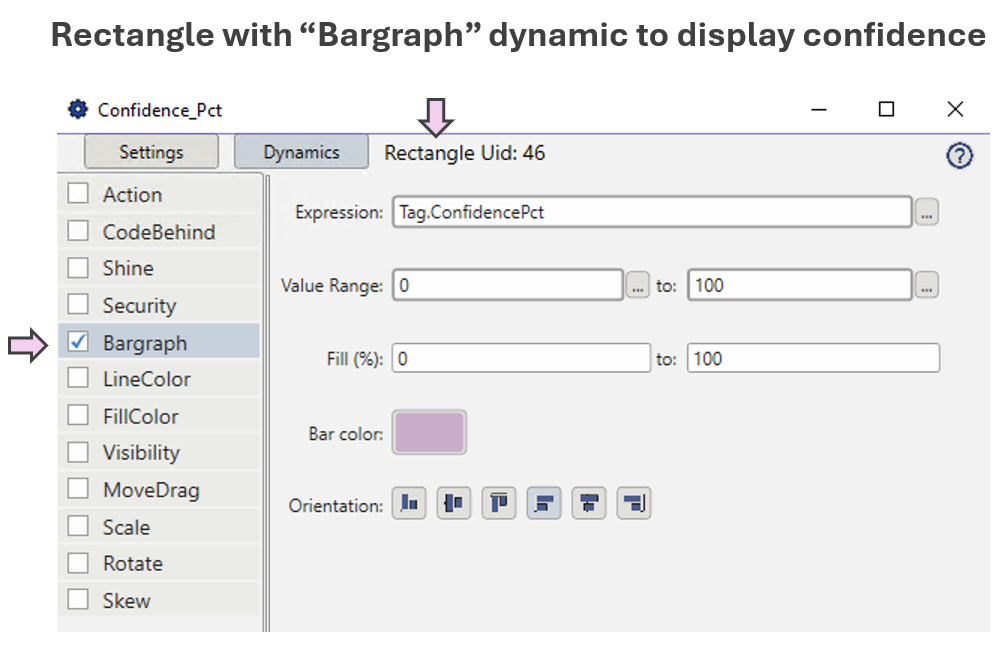 Rectangle with “Bargraph” dynamic to display confidence
Confidence_Pct
Settings
Dynamics
Rectangle Uid: 46
Action
CodeBehind
Shine
Security
Bargraph
LineColor
FillColor
Visibility
MoveDrag
Scale
Rotate
Skew
Expression: Tag.ConfidencePct ...
Value Range: 0 ... to: 100 ...
Fill (%): 0 to: 100
Bar color:
Orientation: